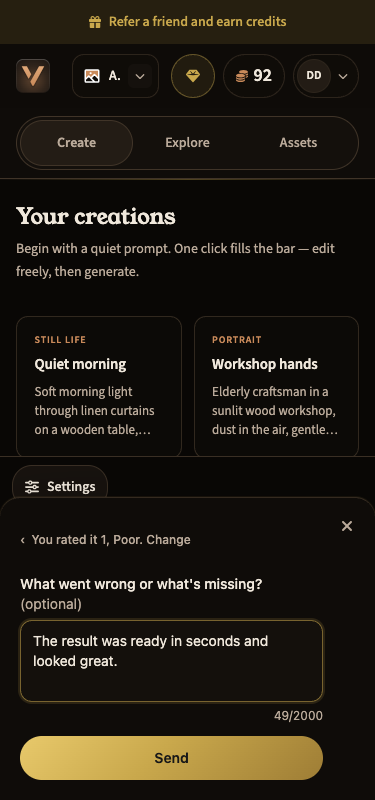 Refer a friend and earn credits
A.
92
DD
Create
Explore
Assets
Your creations
Begin with a quiet prompt. One click fills the bar — edit
freely, then generate.
STILL LIFE
Quiet morning
Soft morning light
through linen curtains
on a wooden table,...
PORTRAIT
Workshop hands
Elderly craftsman in a
sunlit wood workshop,
dust in the air, gentle...
Settings
‹ You rated it 1, Poor. Change
What went wrong or what's missing?
(optional)
The result was ready in seconds and
looked great.
49/2000
Send